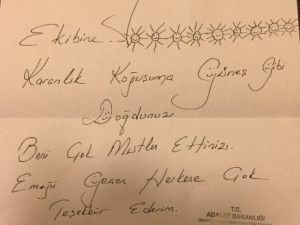 Ekibine
Karanlık Koğuşuma Güneş Gibi
Doğdunuz
Beni Çok Mutlu Ettiniz.
Emeği Geçen Herkese Çok
Teşekkür Ederim.
T.C.
ADALET BAKANLIĞI